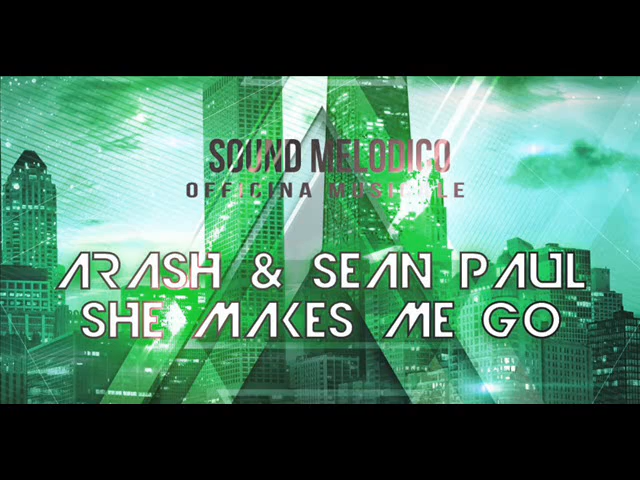 SOUND MELODICO
OFFICINA MUSICALE
ARASH & SEAN PAUL
SHE MAKES ME GO